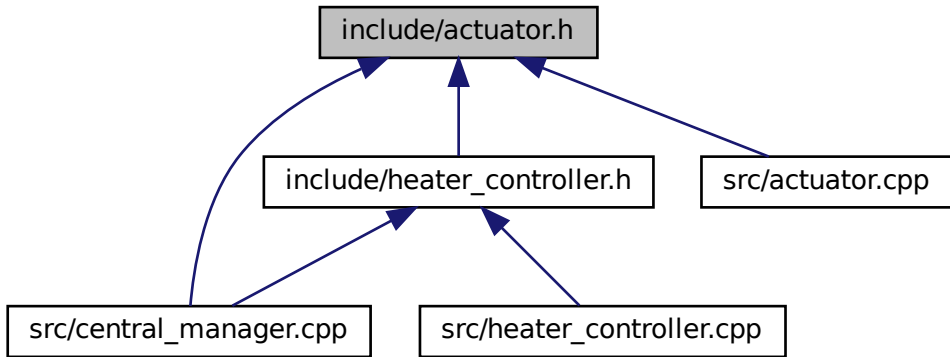 include/actuator.h
include/heater_controller.h
src/actuator.cpp
src/central_manager.cpp
src/heater_controller.cpp